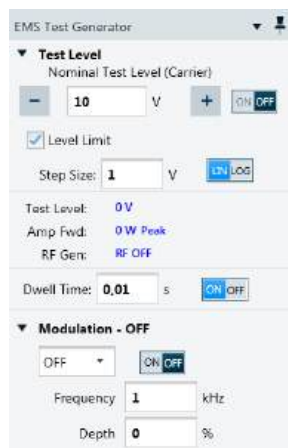 EMS Test Generator
Test Level
Nominal Test Level (Carrier)
− 10 V + ON OFF
Level Limit
Step Size: 1 V LIN LOG
Test Level: 0 V
Amp Fwd: 0 W Peak
RF Gen: RF OFF
Dwell Time: 0,01 s ON OFF
Modulation - OFF
OFF ON OFF
Frequency 1 kHz
Depth 0 %